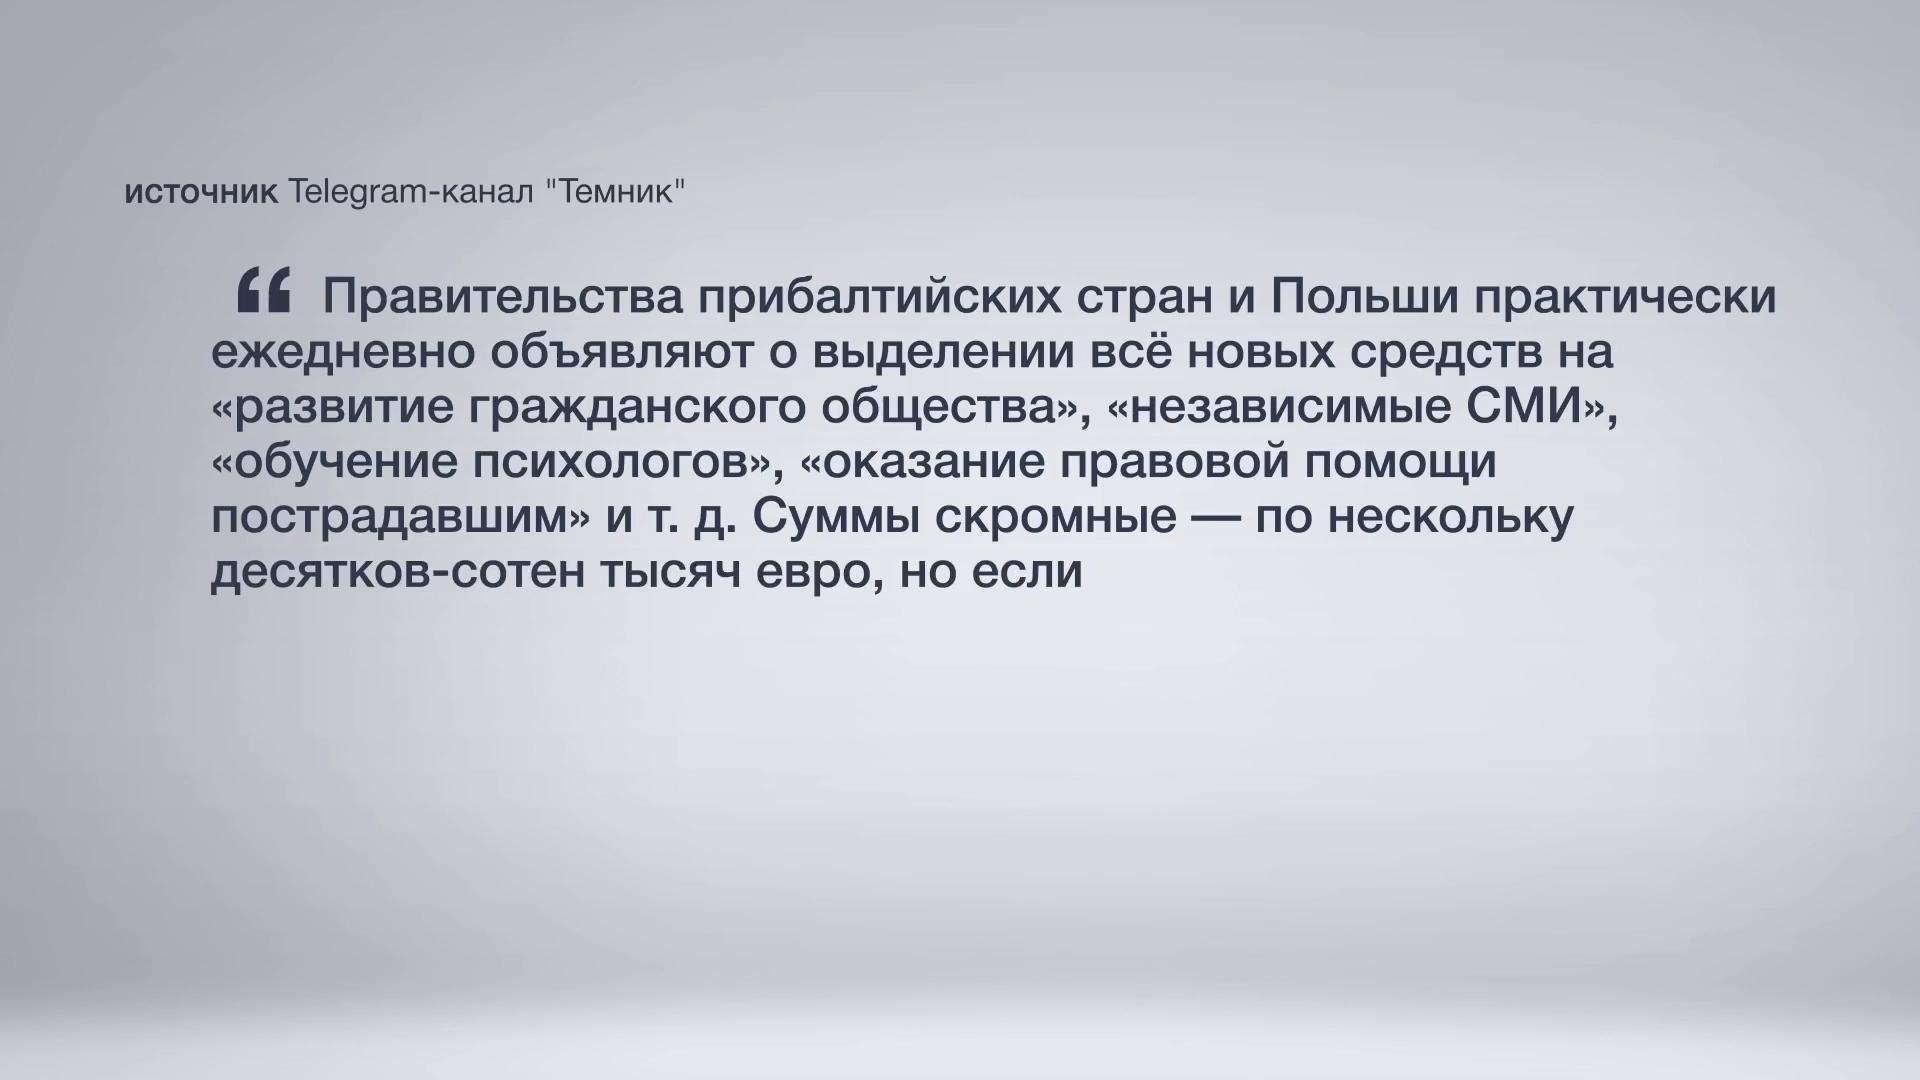 источник Telegram-канал "Темник"
“ Правительства прибалтийских стран и Польши практически
ежедневно объявляют о выделении всё новых средств на
«развитие гражданского общества», «независимые СМИ»,
«обучение психологов», «оказание правовой помощи
пострадавшим» и т. д. Суммы скромные — по нескольку
десятков-сотен тысяч евро, но если